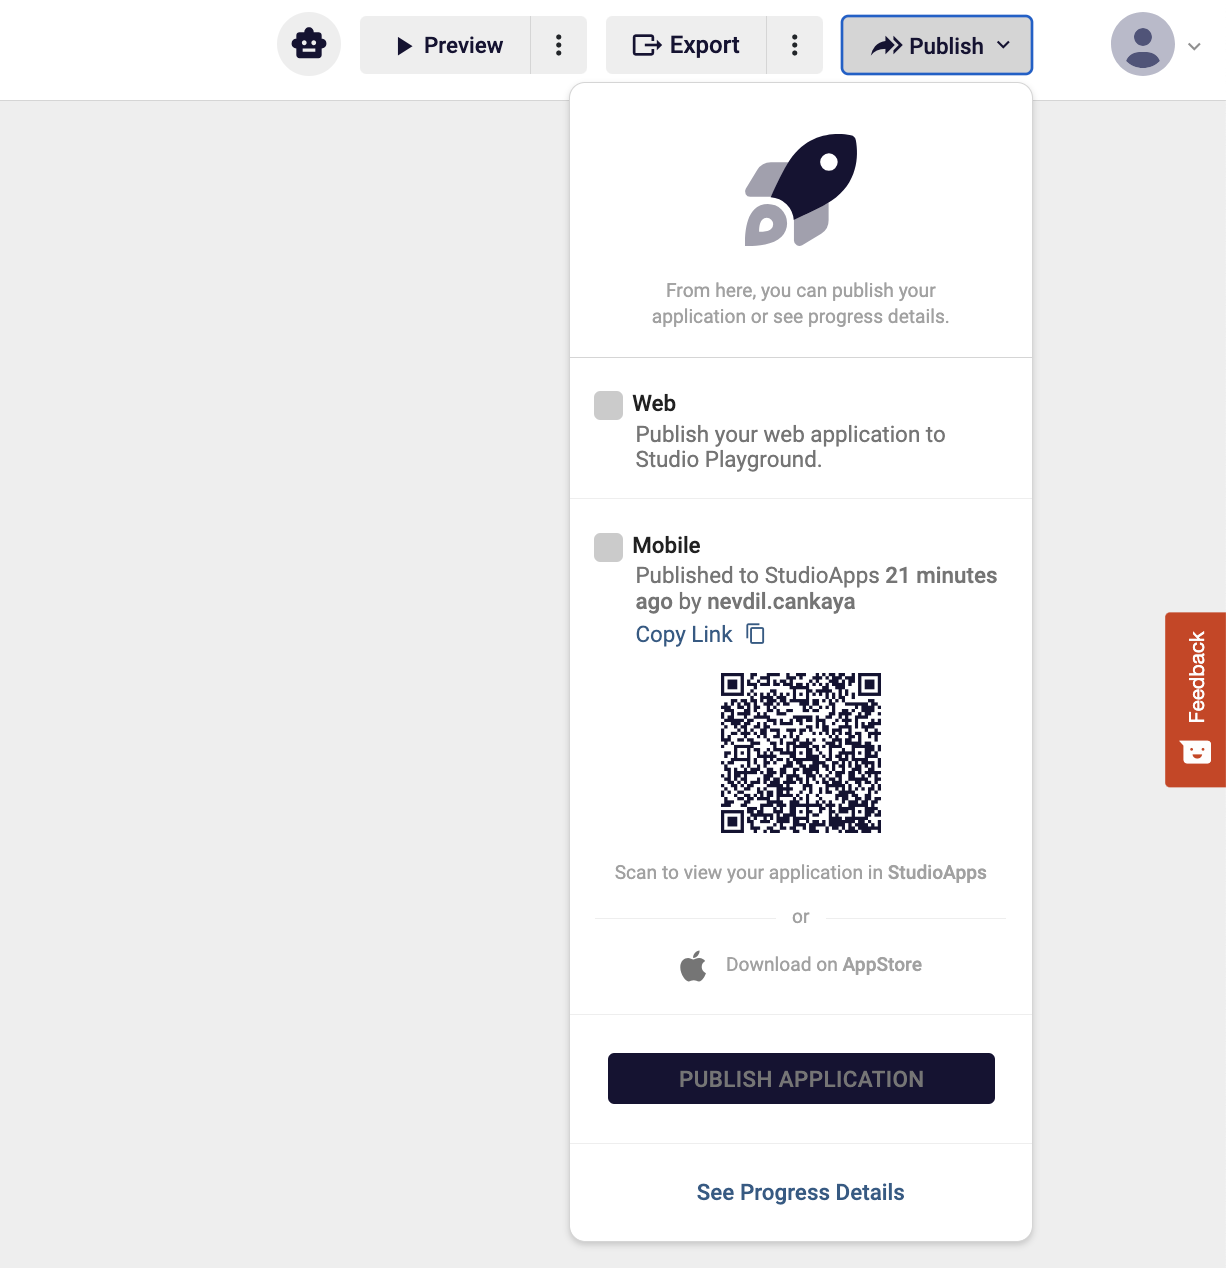 Preview
Export
Publish
From here, you can publish your
application or see progress details.
Web
Publish your web application to
Studio Playground.
Mobile
Published to StudioApps 21 minutes
ago by nevdil.cankaya
Copy Link
Feedback
Scan to view your application in StudioApps
or
Download on AppStore
PUBLISH APPLICATION
See Progress Details